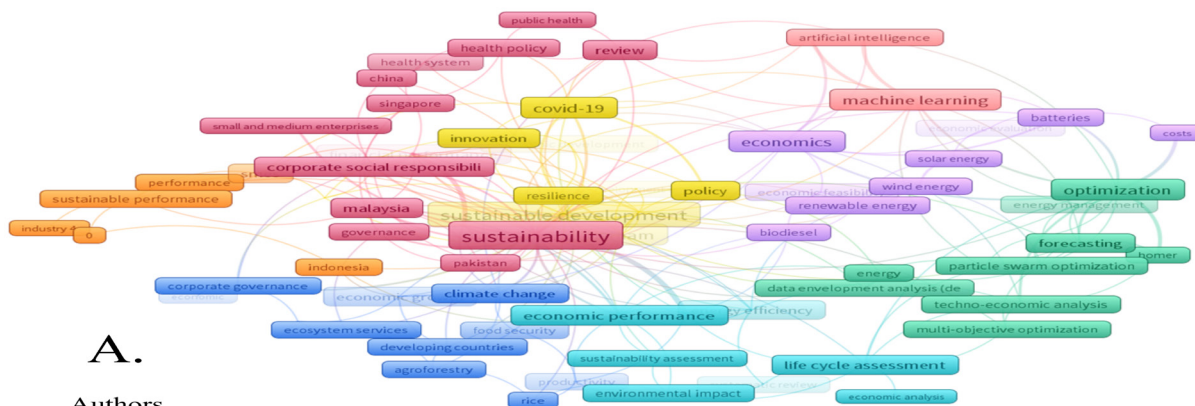 public health
artificial intelligence
health policy
review
health system
china
machine learning
singapore
covid-19
batteries
small and medium enterprises
innovation
economics
costs
corporate social responsibili
solar energy
performance
wind energy
optimization
sustainable performance
resilience
policy
economic feasibili
malaysia
renewable energy
energy management
sustainable development
industry 4
0
governance
sustainability
biodiesel
forecasting
homer
pakistan
indonesia
particle swarm optimization
energy
corporate governance
climate change
data envelopment analysis (de
economic
techno-economic analysis
economic performance
ecosystem services
food security
multi-objective optimization
A.
developing countries
sustainability assessment
life cycle assessment
agroforestry
productivity
environmental impact
economic analysis
rice
Authors